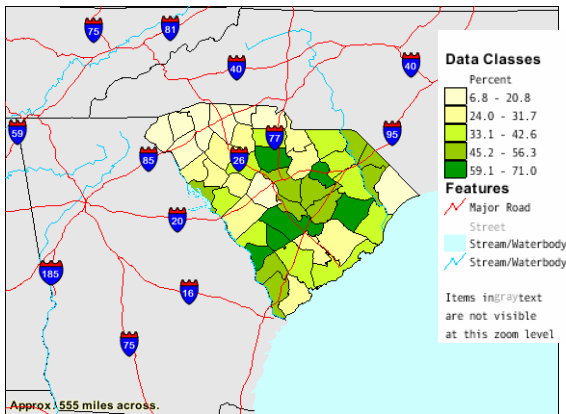 75
81
40
40
59
77
95
85
26
20
185
16
75
Approx. 555 miles across.
Data Classes
Percent
6.8 - 20.8
24.0 - 31.7
33.1 - 42.6
45.2 - 56.3
59.1 - 71.0
Features
Major Road
Street
Stream/Waterbody
Stream/Waterbody
Items in gray text
are not visible
at this zoom level